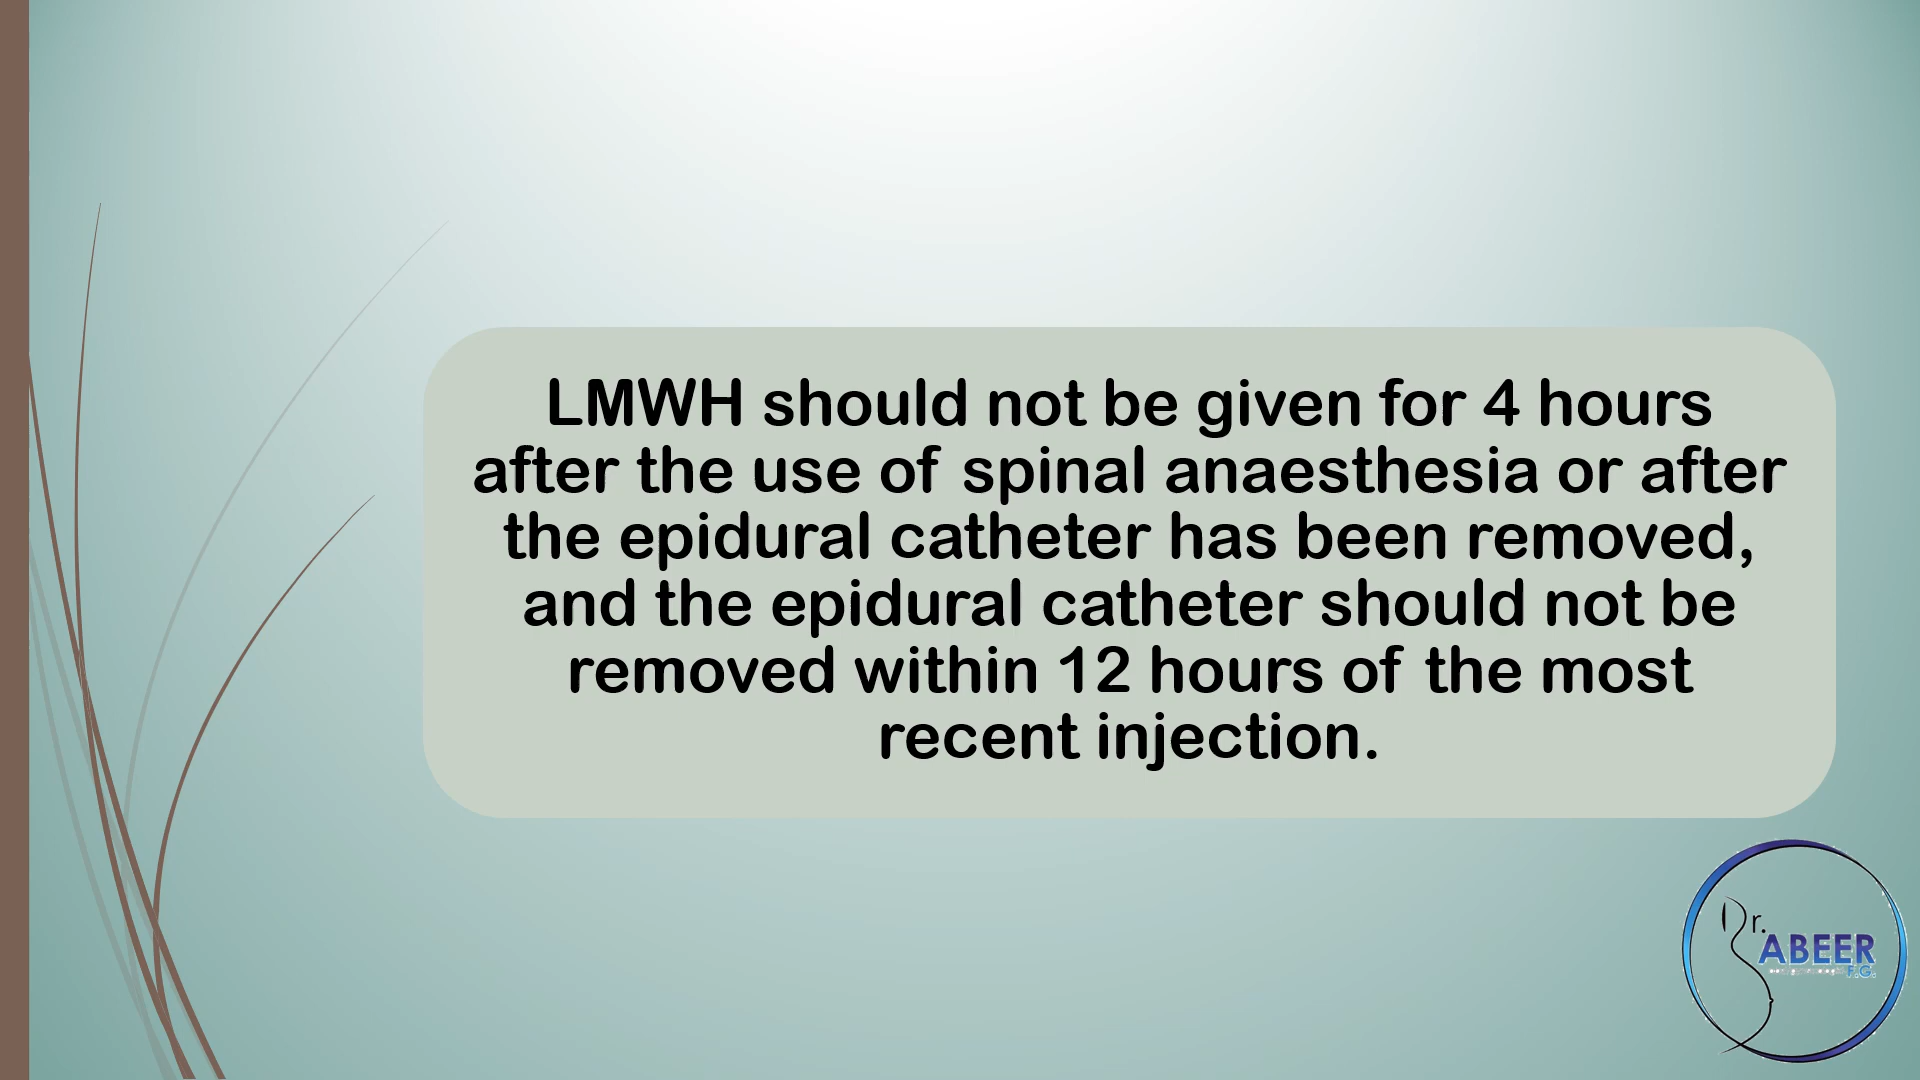 LMWH should not be given for 4 hours
after the use of spinal anaesthesia or after
the epidural catheter has been removed,
and the epidural catheter should not be
removed within 12 hours of the most
recent injection.
Dr.
ABEER
F.G.